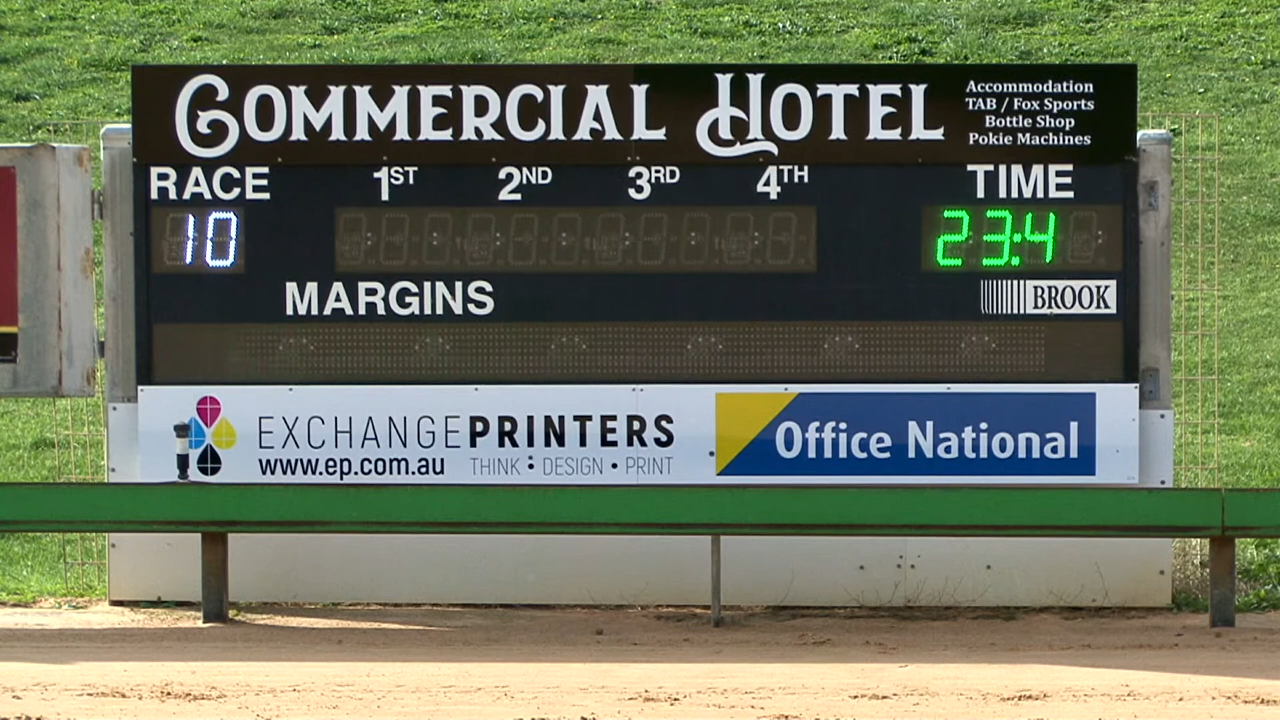 COMMERCIAL HOTEL
Accommodation
TAB / Fox Sports
Bottle Shop
Pokie Machines
RACE 1ST 2ND 3RD 4TH TIME
10 23:4
MARGINS
BROOK
EXCHANGEPRINTERS
www.ep.com.au THINK : DESIGN • PRINT
Office National